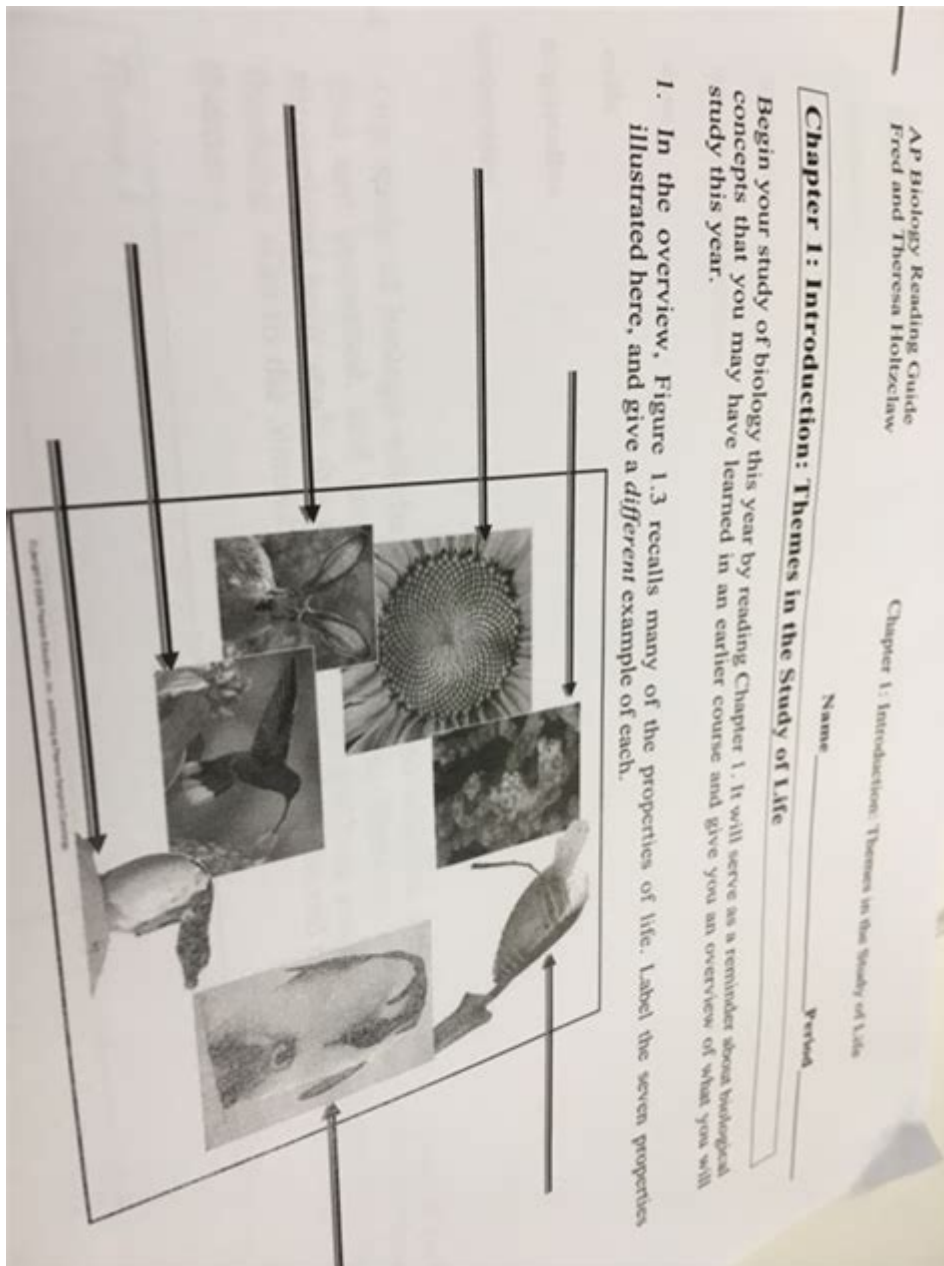 AP Biology Reading Guide
Fred and Theresa Holtzclaw
Chapter 1: Introduction: Themes in the Study of Life
Name Period
Chapter 1: Introduction: Themes in the Study of Life
Begin your study of biology this year by reading Chapter 1. It will serve as a reminder about biological
concepts that you may have learned in an earlier course and give you an overview of what you will
study this year.
1. In the overview, Figure 1.3 recalls many of the properties of life. Label the seven properties
illustrated here, and give a different example of each.